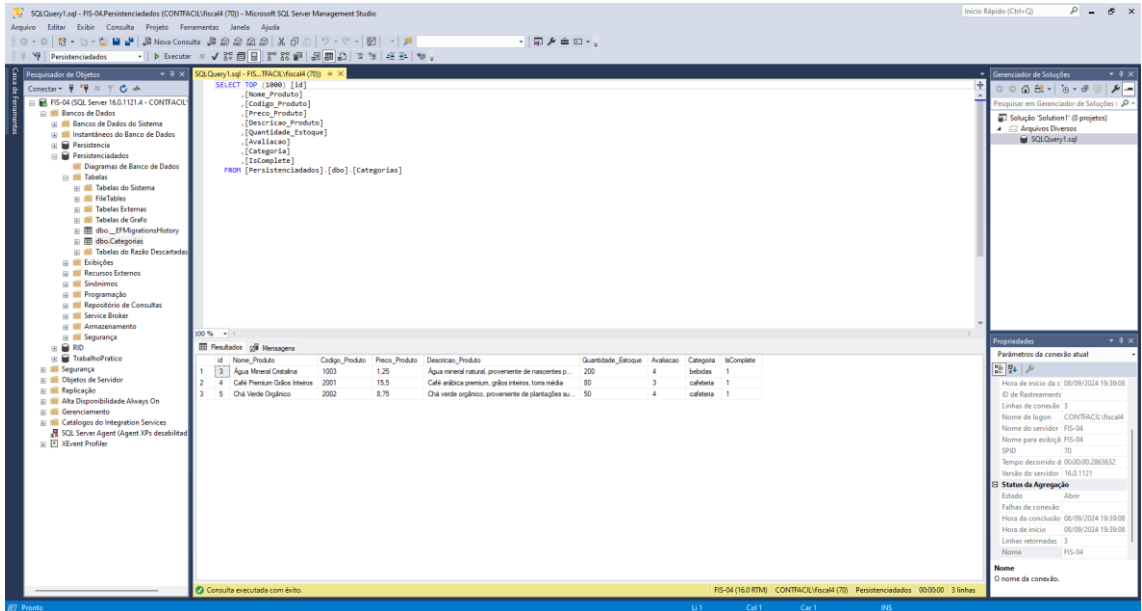 SQLQuery1.sql - FIS-04.Persistenciadados (CONTFACIL\fiscal4 (70)) - Microsoft SQL Server Management Studio
Início Rápido (Ctrl+Q)
Arquivo Editar Exibir Consulta Projeto Ferramentas Janela Ajuda
Nova Consulta
Persistenciadados Executar
Caixa de Ferramentas
Pesquisador de Objetos
Conectar
FIS-04 (SQL Server 16.0.1121.4 - CONTFACIL\
Bancos de Dados
Bancos de Dados do Sistema
Instantâneos do Banco de Dados
Persistencia
Persistenciadados
Diagramas de Banco de Dados
Tabelas
Tabelas do Sistema
FileTables
Tabelas Externas
Tabelas de Grafo
dbo.__EFMigrationsHistory
dbo.Categorias
Tabelas do Razão Descartadas
Exibições
Recursos Externos
Sinônimos
Programação
Repositório de Consultas
Service Broker
Armazenamento
Segurança
RID
TrabalhoPratico
Segurança
Objetos de Servidor
Replicação
Alta Disponibilidade Always On
Gerenciamento
Catálogos do Integration Services
SQL Server Agent (Agent XPs desabilitad
XEvent Profiler
SQLQuery1.sql - FIS...TFACIL\fiscal4 (70))
SELECT TOP (1000) [id]
,[Nome_Produto]
,[Codigo_Produto]
,[Preco_Produto]
,[Descricao_Produto]
,[Quantidade_Estoque]
,[Avaliacao]
,[Categoria]
,[IsComplete]
FROM [Persistenciadados].[dbo].[Categorias]
100 %
Resultados Mensagens
id Nome_Produto Codigo_Produto Preco_Produto Descricao_Produto Quantidade_Estoque Avaliacao Categoria IsComplete
1 3 Água Mineral Cristalina 1003 1,25 Água mineral natural, proveniente de nascentes p... 200 4 bebidas 1
2 4 Café Premium Grãos Inteiros 2001 15,5 Café arábica premium, grãos inteiros, torra média 80 3 cafeteria 1
3 5 Chá Verde Orgânico 2002 8,75 Chá verde orgânico, proveniente de plantações au... 50 4 cafeteria 1
Consulta executada com êxito.
FIS-04 (16.0 RTM) CONTFACIL\fiscal4 (70) Persistenciadados 00:00:00 3 linhas
Gerenciador de Soluções
Pesquisar em Gerenciador de Soluções (
Solução 'Solution1' (0 projetos)
Arquivos Diversos
SQLQuery1.sql
Propriedades
Parâmetros da conexão atual
Hora de início da c 08/09/2024 19:39:08
ID de Rastreamento
Linhas de conexão 3
Nome de logon CONTFACIL\fiscal4
Nome do servidor FIS-04
Nome para exibiçã FIS-04
SPID 70
Tempo decorrido d 00:00:00.2863632
Versão do servidor 16.0.1121
Status da Agregação
Estado Abrir
Falhas de conexão
Hora da conclusão 08/09/2024 19:39:08
Hora de início 08/09/2024 19:39:08
Linhas retornadas 3
Nome FIS-04
Nome
O nome da conexão.
Pronto Li 1 Col 1 Car 1 INS